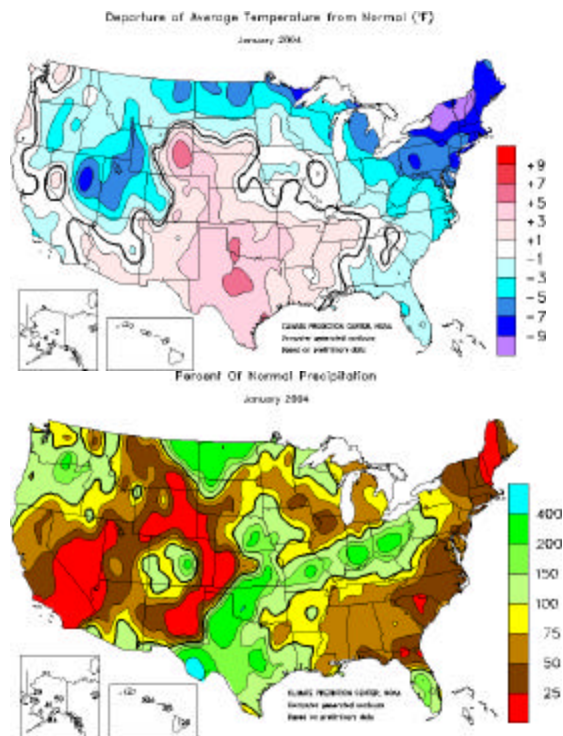 Departure of Average Temperature from Normal (°F)
January 2004
+9
+7
+5
+3
+1
-1
-3
-5
-7
-9
CLIMATE PREDICTION CENTER, NOAA
Computer generated contours
Based on preliminary data
Percent Of Normal Precipitation
January 2004
400
200
150
100
75
50
25
CLIMATE PREDICTION CENTER, NOAA
Computer generated contours
Based on preliminary data